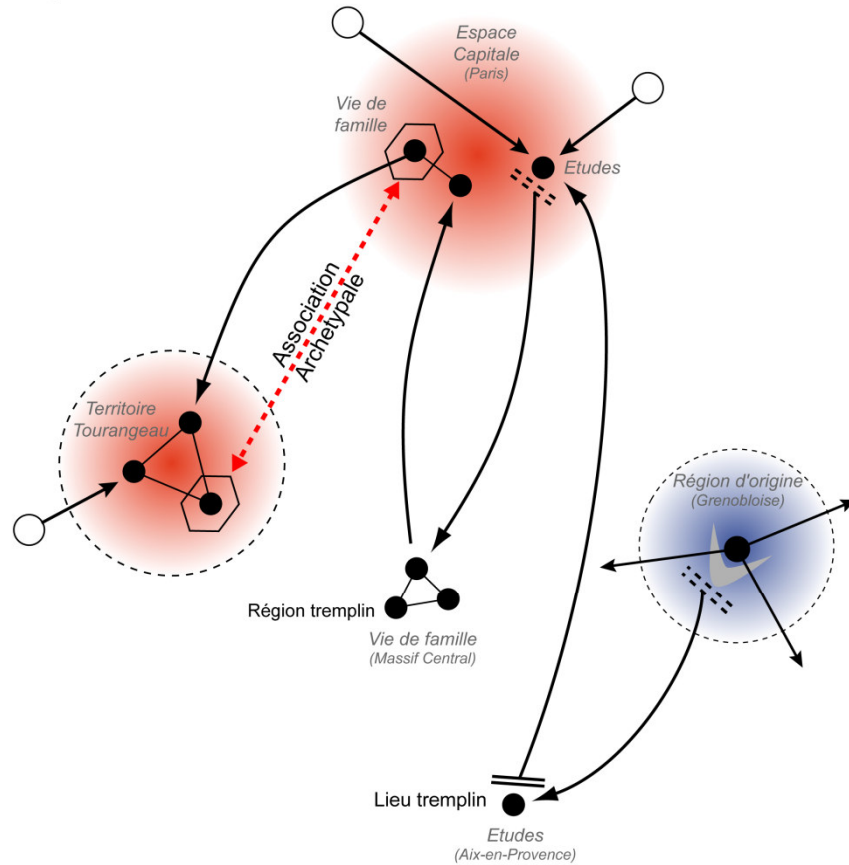 Espace
Capitale
(Paris)
Vie de
famille
Etudes
Association
Archetypale
Territoire
Tourangeau
Région d'origine
(Grenobloise)
Région tremplin
Vie de famille
(Massif Central)
Lieu tremplin
Etudes
(Aix-en-Provence)